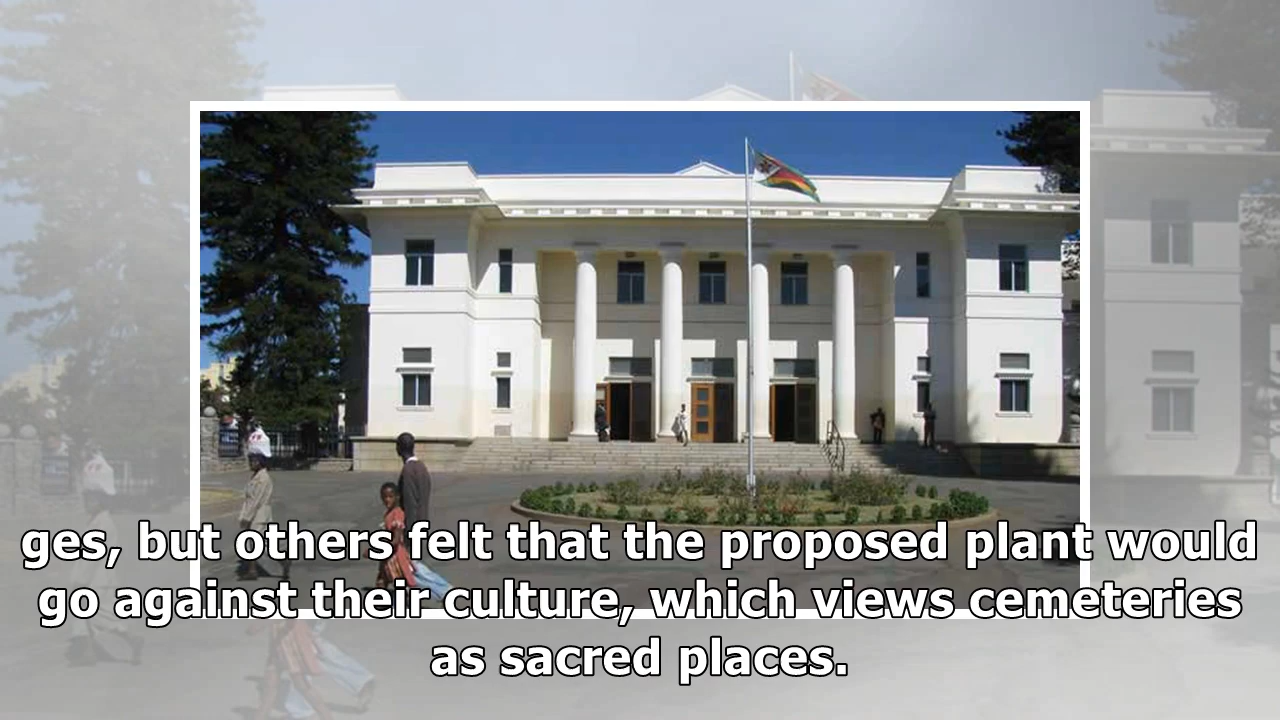 ges, but others felt that the proposed plant would
go against their culture, which views cemeteries
as sacred places.